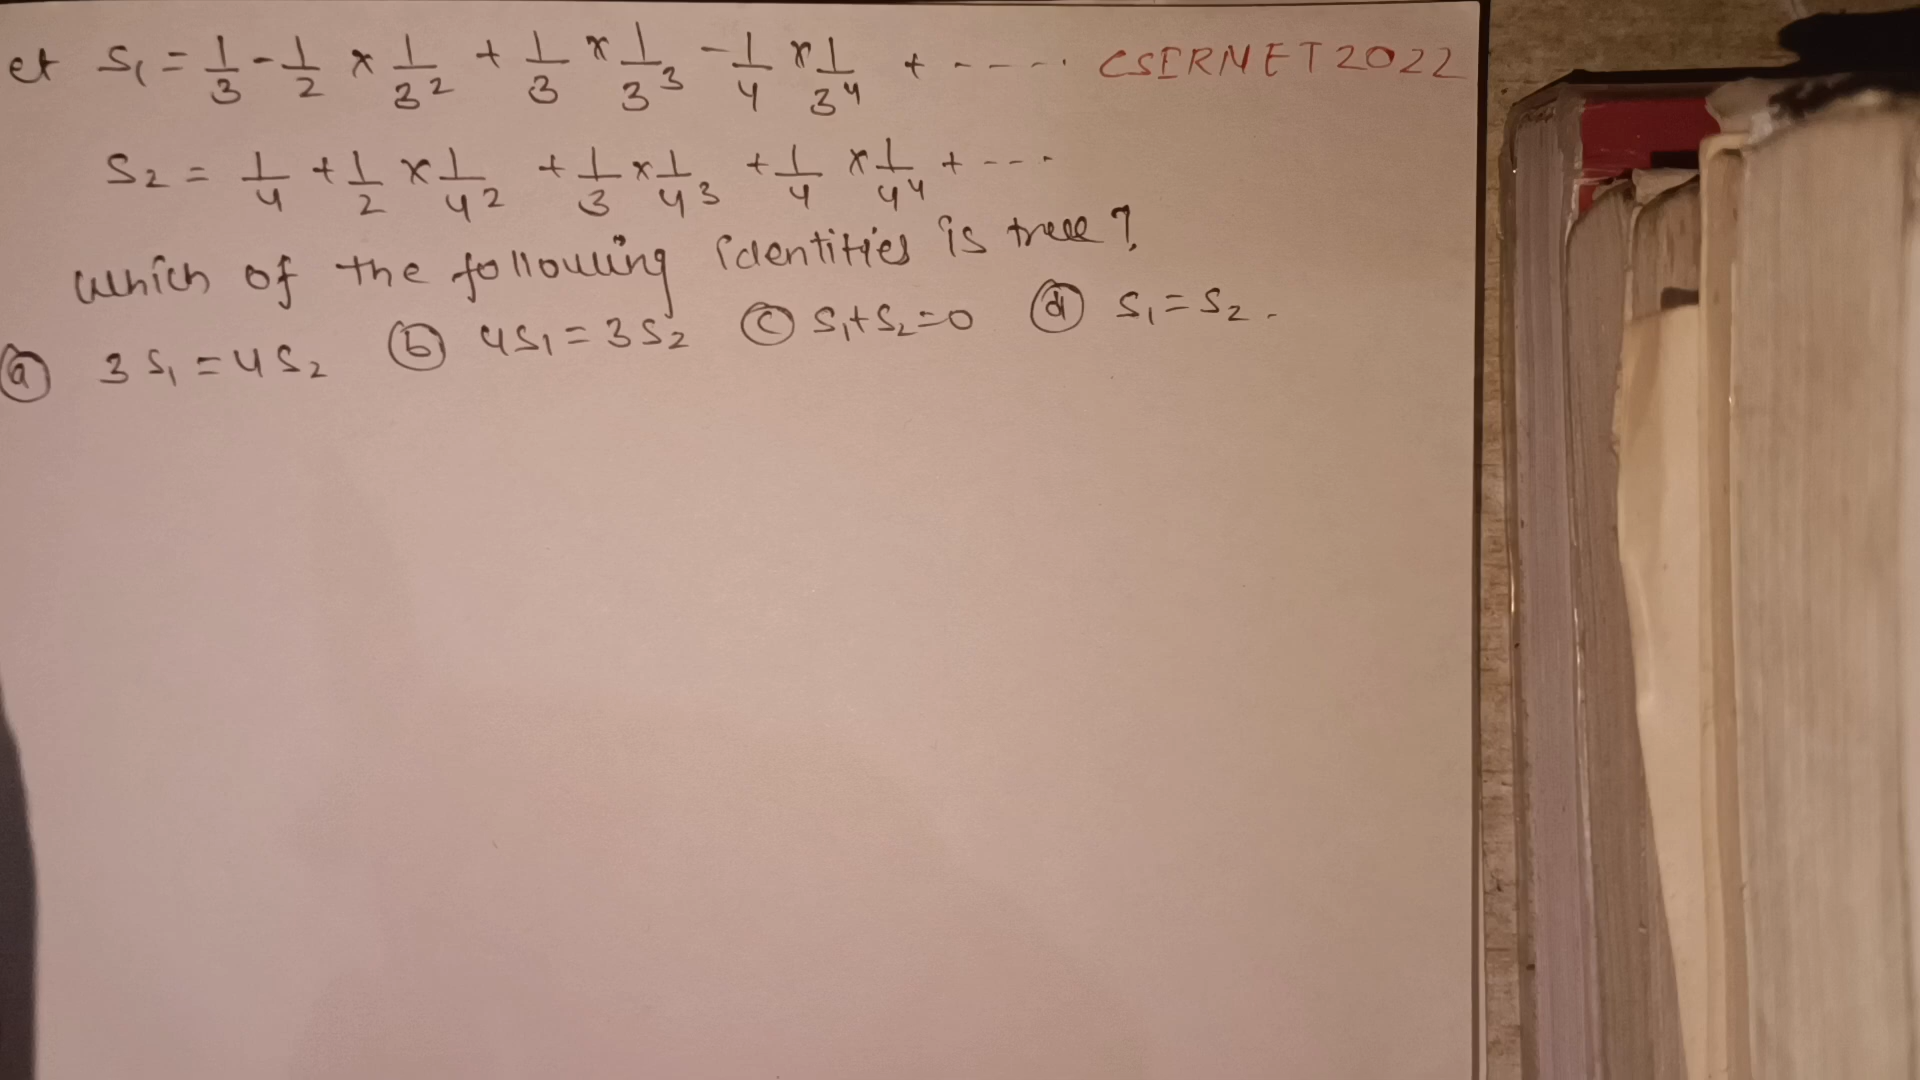 et S₁ = 1/3 - 1/2 × 1/3² + 1/3 × 1/3³ - 1/4 × 1/3⁴ + ----- CSIRNET2022
S₂ = 1/4 + 1/2 × 1/4² + 1/3 × 1/4³ + 1/4 × 1/4⁴ + ----
which of the following identities is true?
ⓐ 3S₁ = 4S₂ ⓑ 4S₁ = 3S₂ ⓒ S₁+S₂=0 ⓓ S₁=S₂.